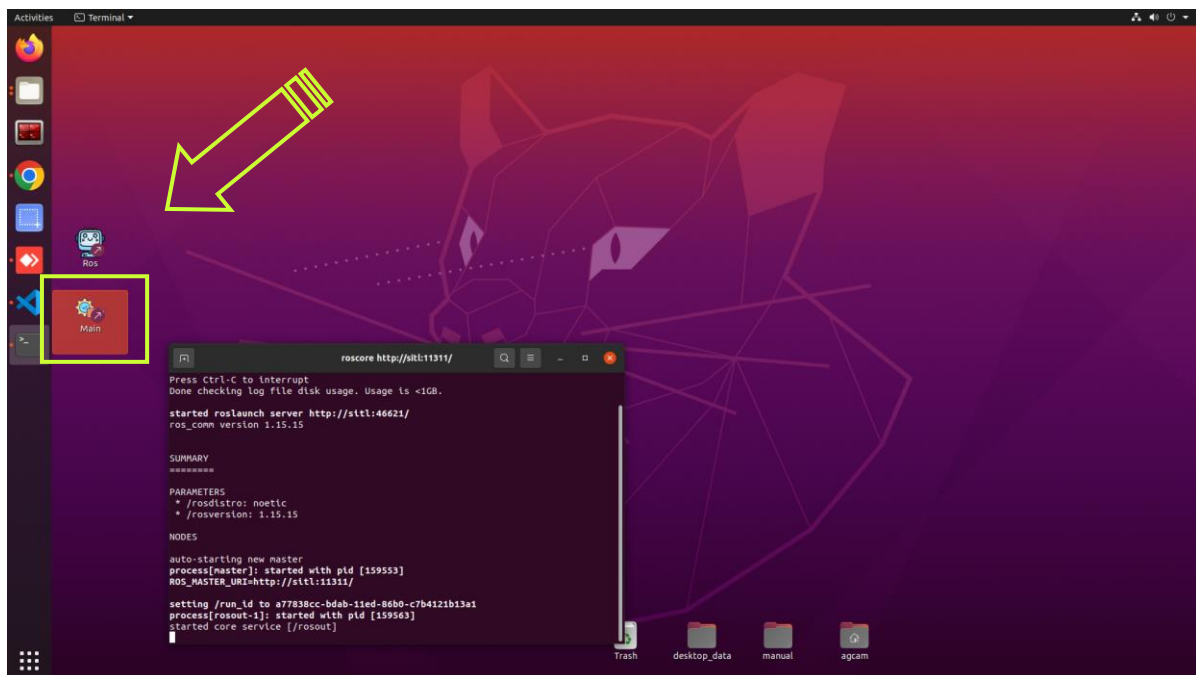 Activities Terminal
Ros
Main
roscore http://sitl:11311/
Press Ctrl-C to interrupt
Done checking log file disk usage. Usage is <1GB.
started roslaunch server http://sitl:46621/
ros_comm version 1.15.15
SUMMARY
========
PARAMETERS
* /rosdistro: noetic
* /rosversion: 1.15.15
NODES
auto-starting new master
process[master]: started with pid [159553]
ROS_MASTER_URI=http://sitl:11311/
setting /run_id to a77838cc-bdab-11ed-86b0-c7b4121b13a1
process[rosout-1]: started with pid [159563]
started core service [/rosout]
Trash desktop_data manual agcam